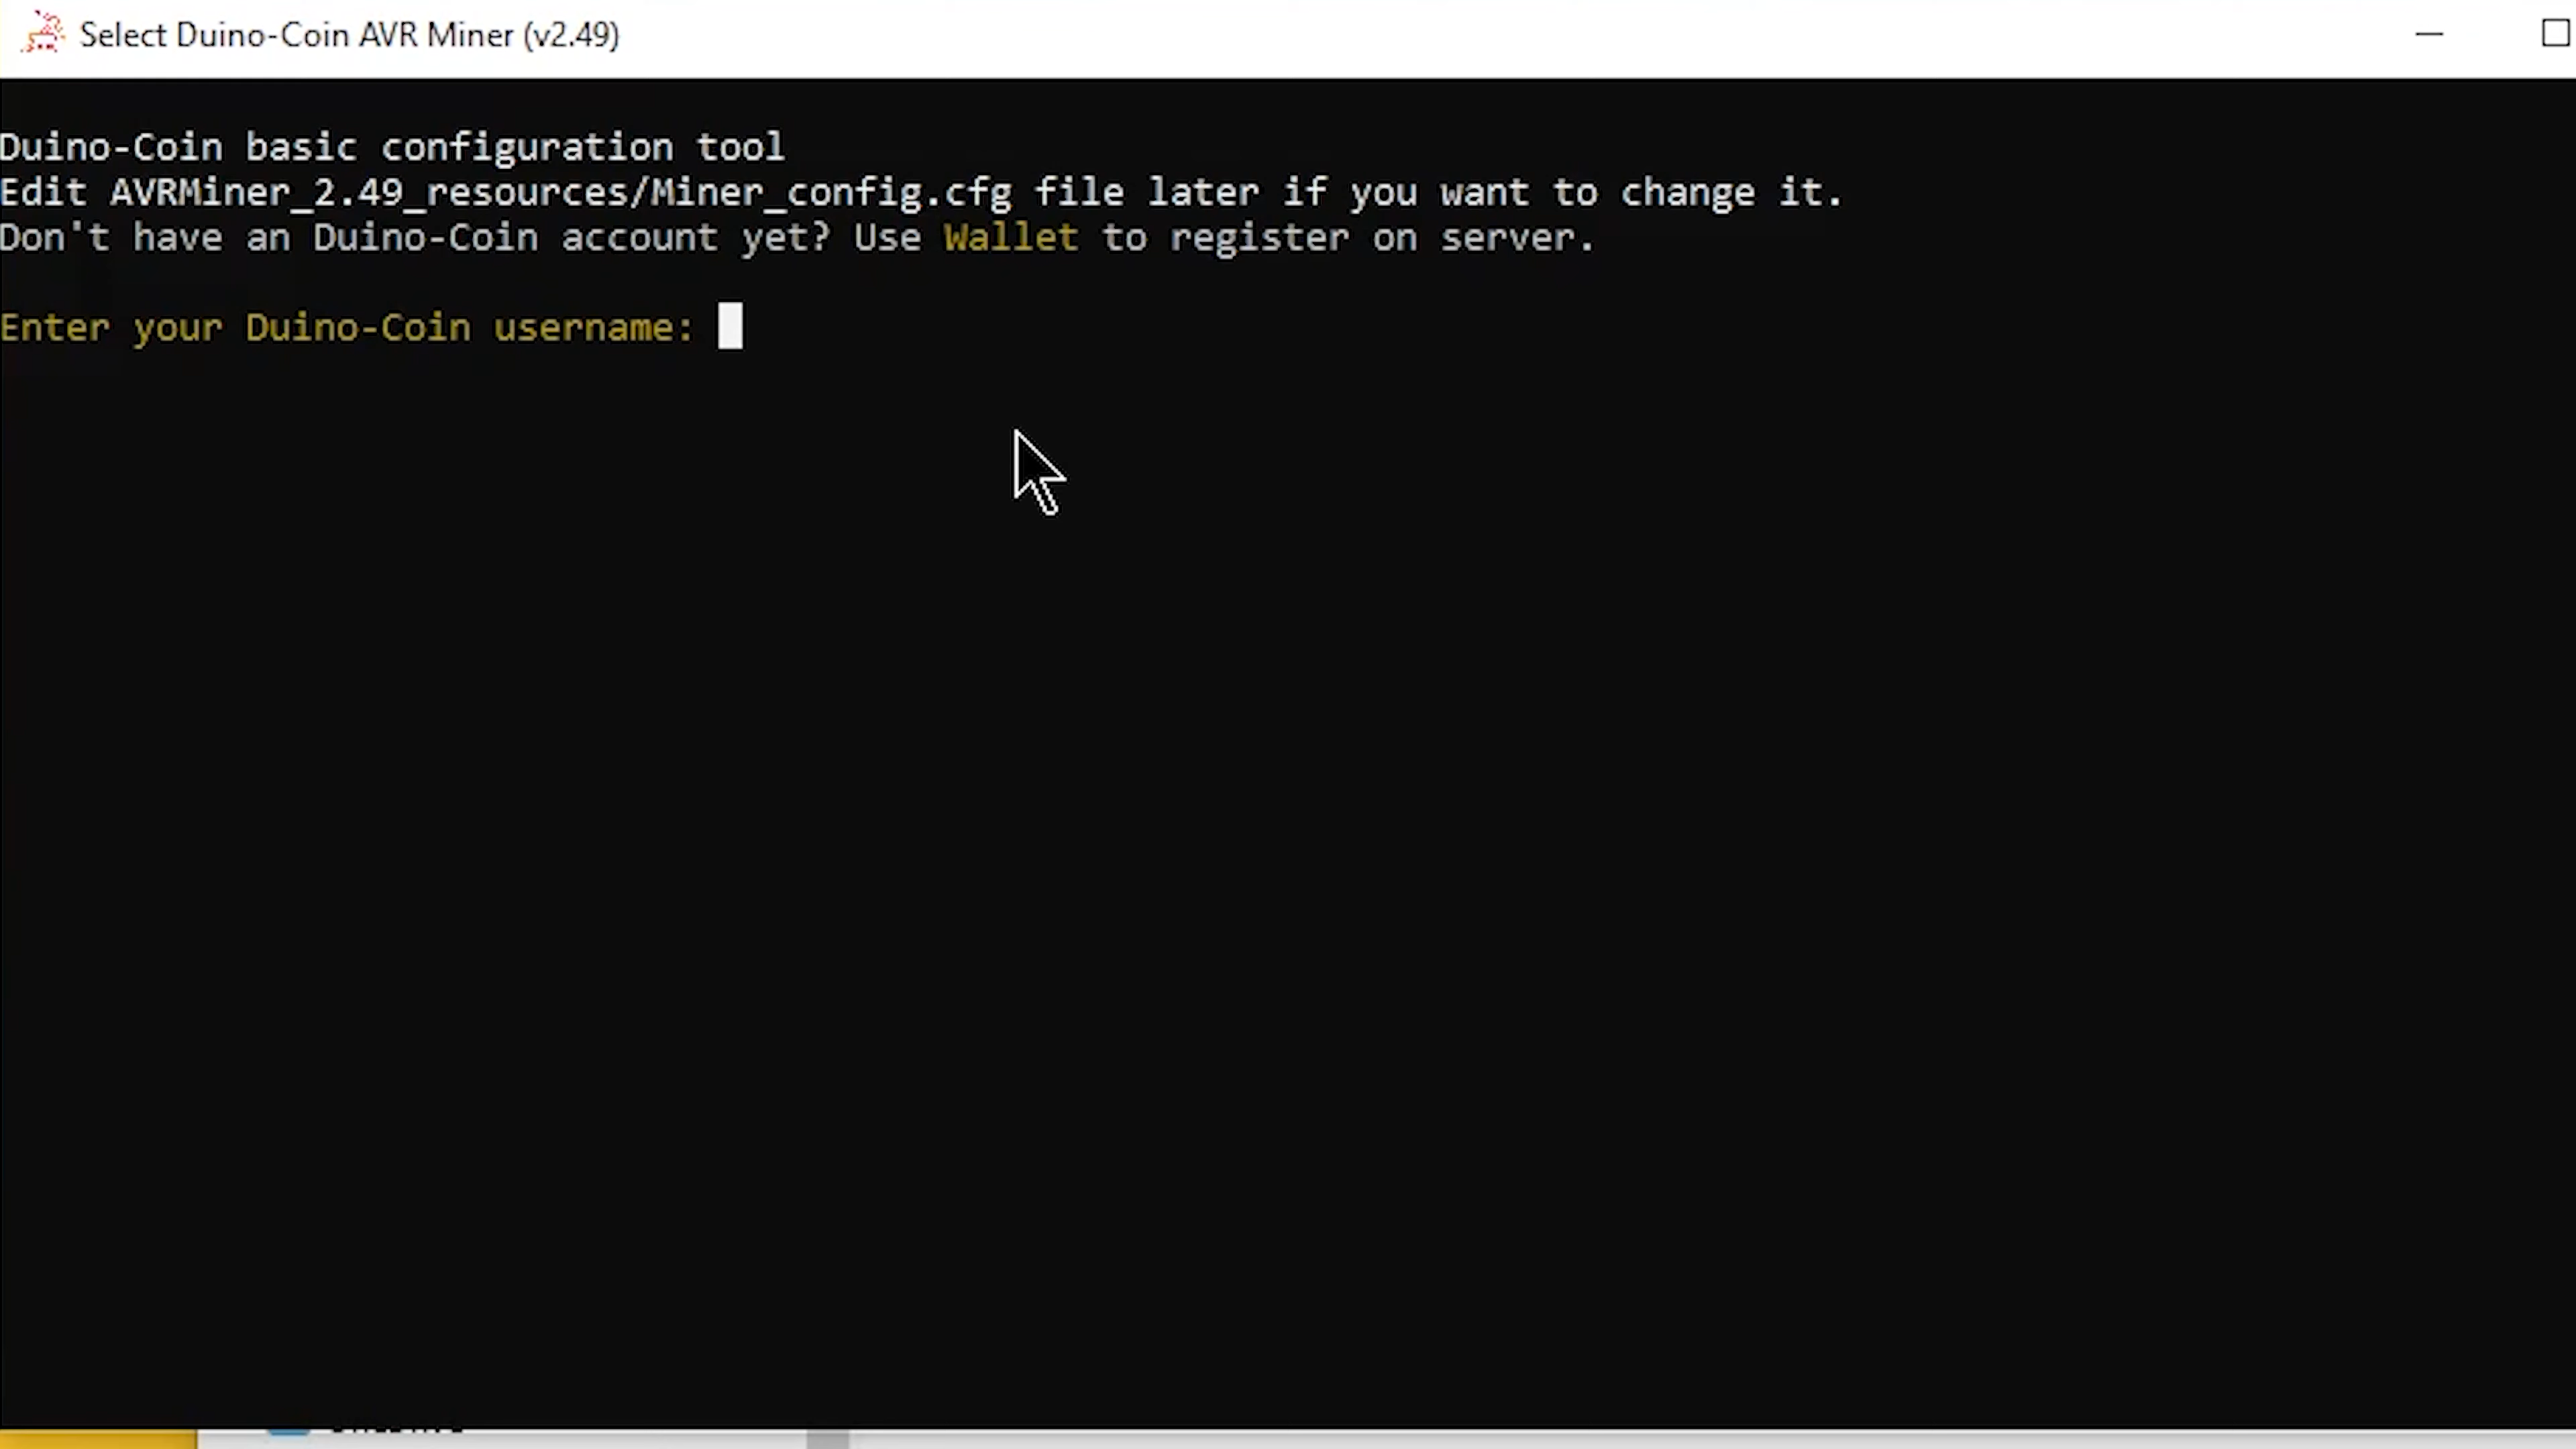 Select Duino-Coin AVR Miner (v2.49)
Duino-Coin basic configuration tool
Edit AVRMiner_2.49_resources/Miner_config.cfg file later if you want to change it.
Don't have an Duino-Coin account yet? Use Wallet to register on server.
Enter your Duino-Coin username: